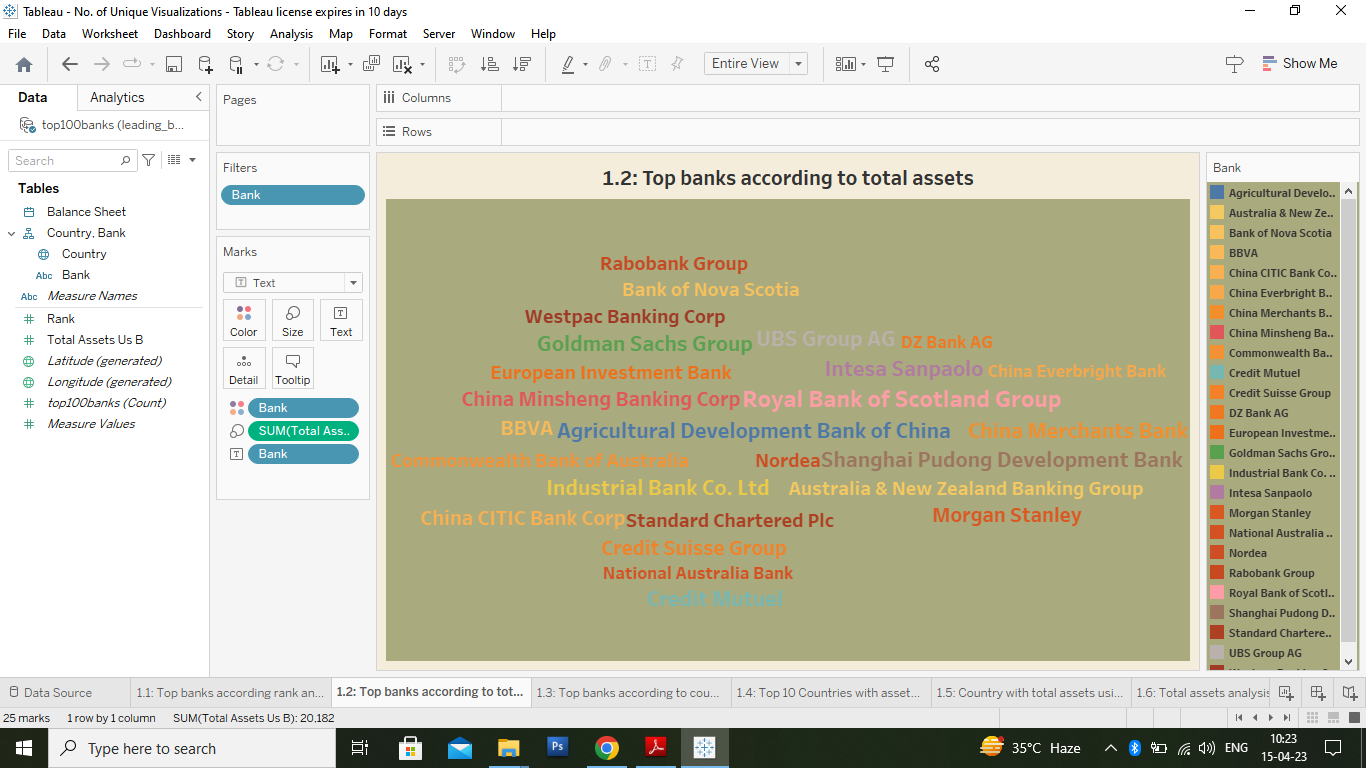 Tableau - No. of Unique Visualizations - Tableau license expires in 10 days
File Data Worksheet Dashboard Story Analysis Map Format Server Window Help
Entire View
Show Me
Data Analytics
top100banks (leading_b...
Search
Tables
Balance Sheet
Country, Bank
Country
Abc Bank
Abc Measure Names
Rank
Total Assets Us B
Latitude (generated)
Longitude (generated)
top100banks (Count)
Measure Values
Pages
Filters
Bank
Marks
Text
Color Size Text
Detail Tooltip
Bank
SUM(Total Ass..
Bank
Columns
Rows
1.2: Top banks according to total assets
Rabobank Group
Bank of Nova Scotia
Westpac Banking Corp
Goldman Sachs Group UBS Group AG DZ Bank AG
European Investment Bank Intesa Sanpaolo China Everbright Bank
China Minsheng Banking Corp Royal Bank of Scotland Group
BBVA Agricultural Development Bank of China China Merchants Bank
Commonwealth Bank of Australia Nordea Shanghai Pudong Development Bank
Industrial Bank Co. Ltd Australia & New Zealand Banking Group
China CITIC Bank Corp Standard Chartered Plc Morgan Stanley
Credit Suisse Group
National Australia Bank
Credit Mutuel
Bank
Agricultural Develo..
Australia & New Ze..
Bank of Nova Scotia
BBVA
China CITIC Bank Co..
China Everbright B..
China Merchants B..
China Minsheng Ba..
Commonwealth Ba..
Credit Mutuel
Credit Suisse Group
DZ Bank AG
European Investme..
Goldman Sachs Gro..
Industrial Bank Co. ..
Intesa Sanpaolo
Morgan Stanley
National Australia ..
Nordea
Rabobank Group
Royal Bank of Scotl..
Shanghai Pudong D..
Standard Chartere..
UBS Group AG
Data Source 1.1: Top banks according rank an... 1.2: Top banks according to tot... 1.3: Top banks according to cou... 1.4: Top 10 Countries with asset... 1.5: Country with total assets usi... 1.6: Total assets analysis
25 marks 1 row by 1 column SUM(Total Assets Us B): 20.182
Type here to search
Ps
35°C Haze
ENG
10:23
15-04-23